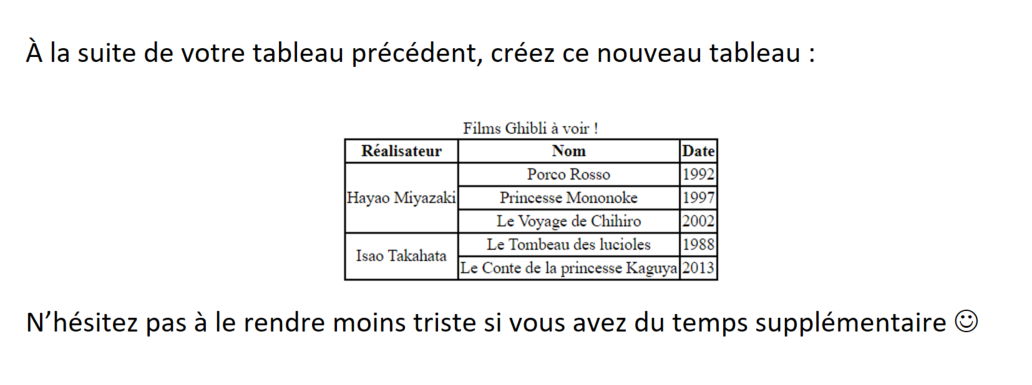 À la suite de votre tableau précédent, créez ce nouveau tableau :
Films Ghibli à voir !
Réalisateur Nom Date
Porco Rosso 1992
Hayao Miyazaki Princesse Mononoke 1997
Le Voyage de Chihiro 2002
Le Tombeau des lucioles 1988
Isao Takahata
Le Conte de la princesse Kaguya 2013
N’hésitez pas à le rendre moins triste si vous avez du temps supplémentaire ☺